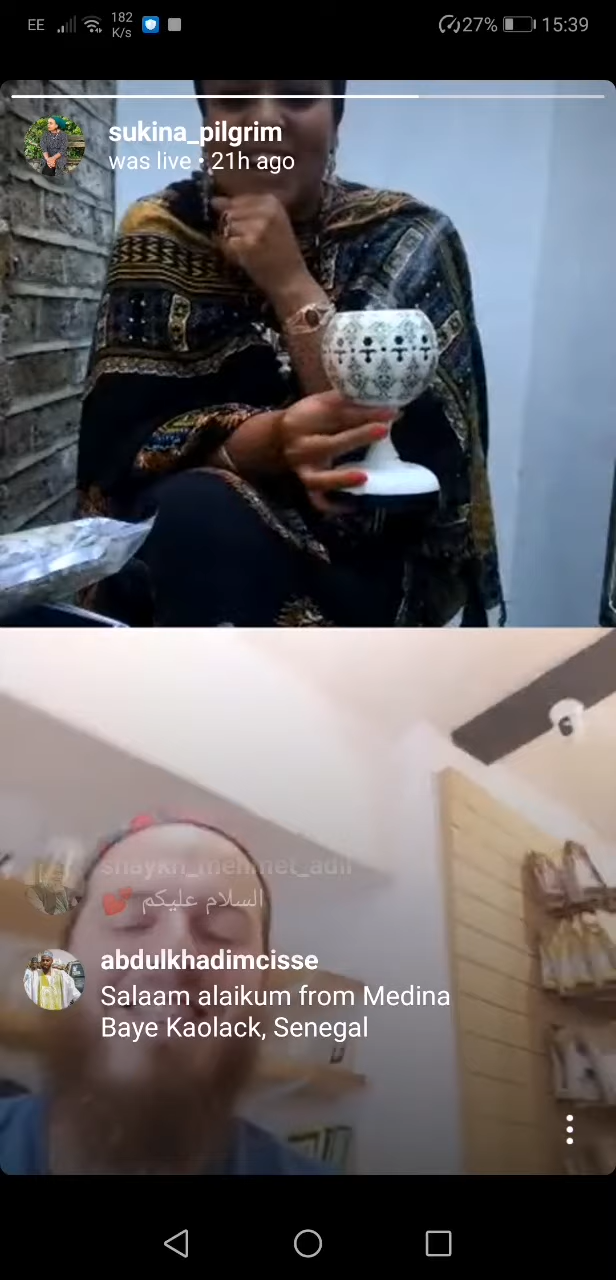 EE
182
K/s
27%
15:39
sukina_pilgrim
was live • 21h ago
shaykh_mehmet_adil
السلام عليكم
abdulkhadimcisse
Salaam alaikum from Medina
Baye Kaolack, Senegal